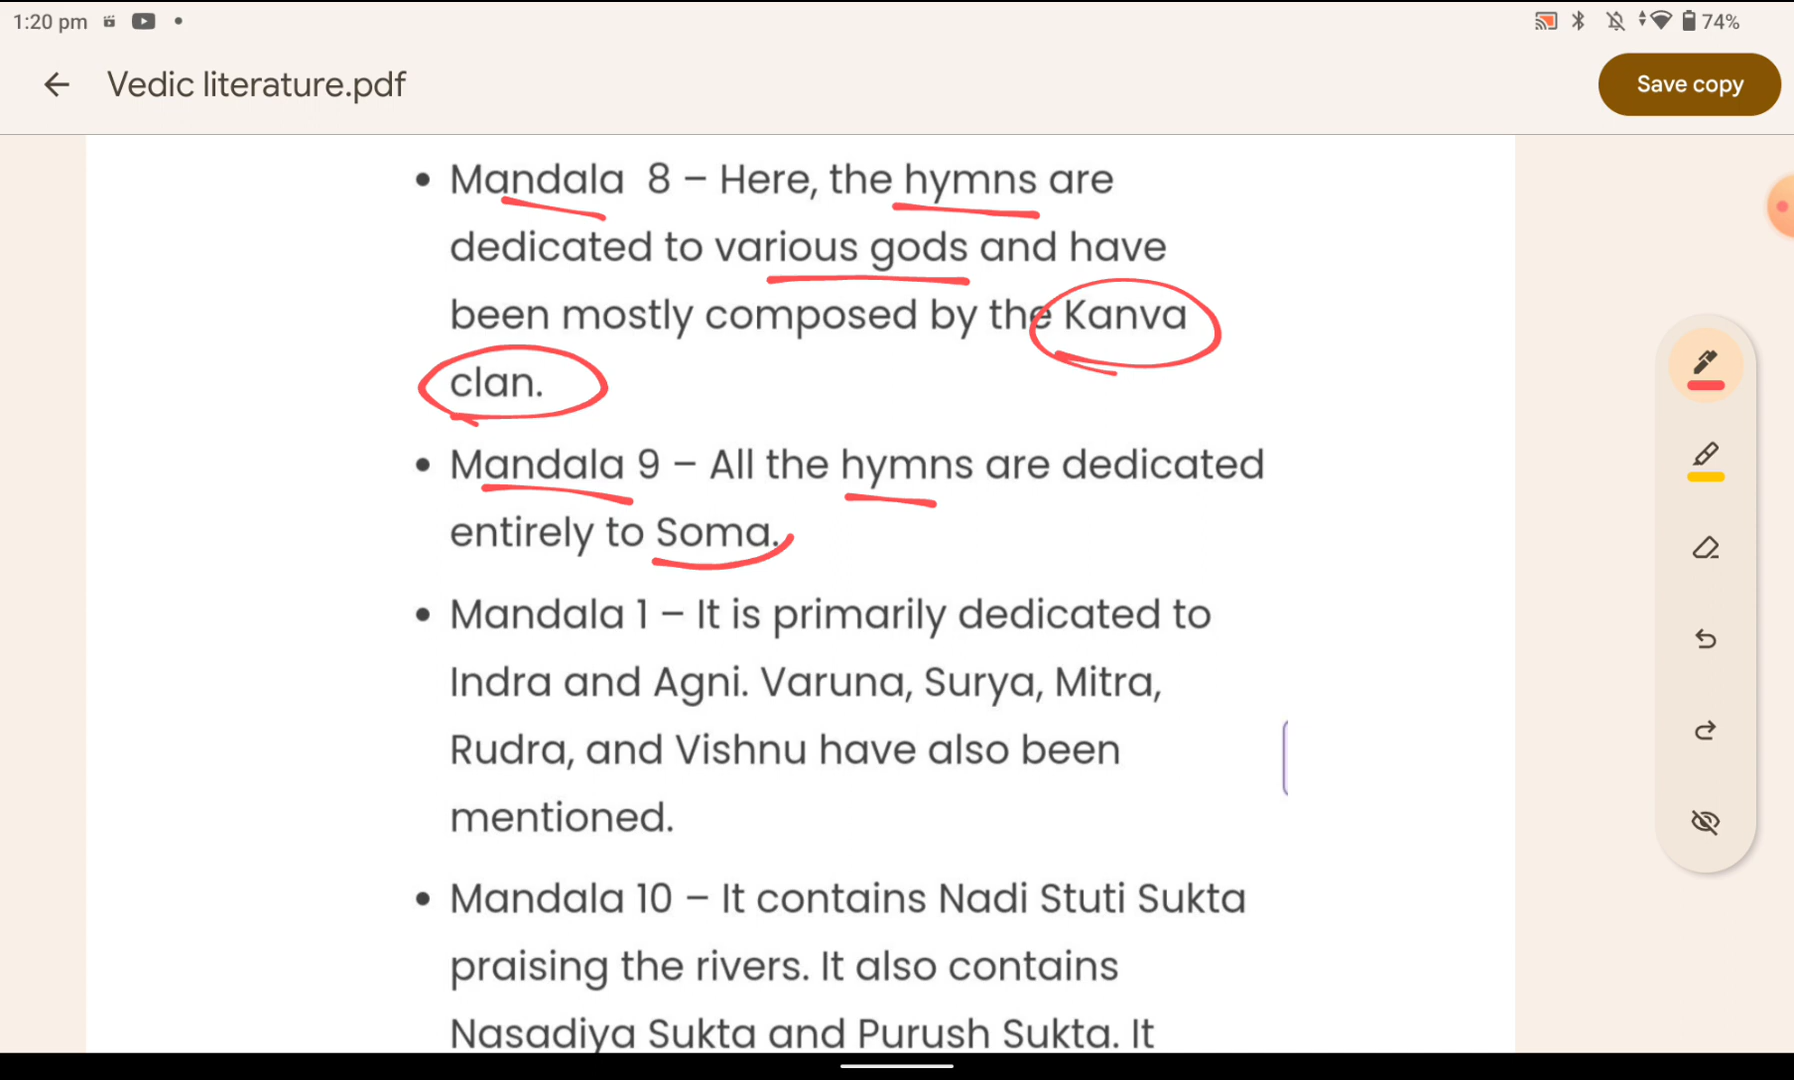 1:20 pm
74%
Vedic literature.pdf
Save copy
• Mandala 8 – Here, the hymns are
dedicated to various gods and have
been mostly composed by the Kanva
clan.
• Mandala 9 – All the hymns are dedicated
entirely to Soma.
• Mandala 1 – It is primarily dedicated to
Indra and Agni. Varuna, Surya, Mitra,
Rudra, and Vishnu have also been
mentioned.
• Mandala 10 – It contains Nadi Stuti Sukta
praising the rivers. It also contains
Nasadiya Sukta and Purush Sukta. It